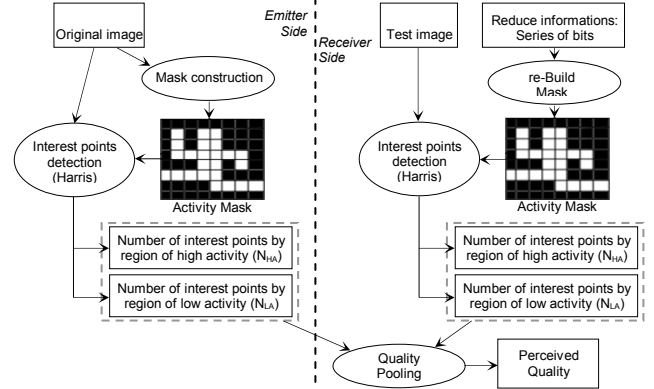 Original image
Emitter
Side
Mask construction
Interest points
detection
(Harris)
Activity Mask
Number of interest points by
region of high activity (NHA)
Number of interest points by
region of low activity (NLA)
Receiver
Side
Test image
Reduce informations:
Series of bits
re-Build
Mask
Interest points
detection
(Harris)
Activity Mask
Number of interest points by
region of high activity (NHA)
Number of interest points by
region of low activity (NLA)
Quality
Pooling
Perceived
Quality